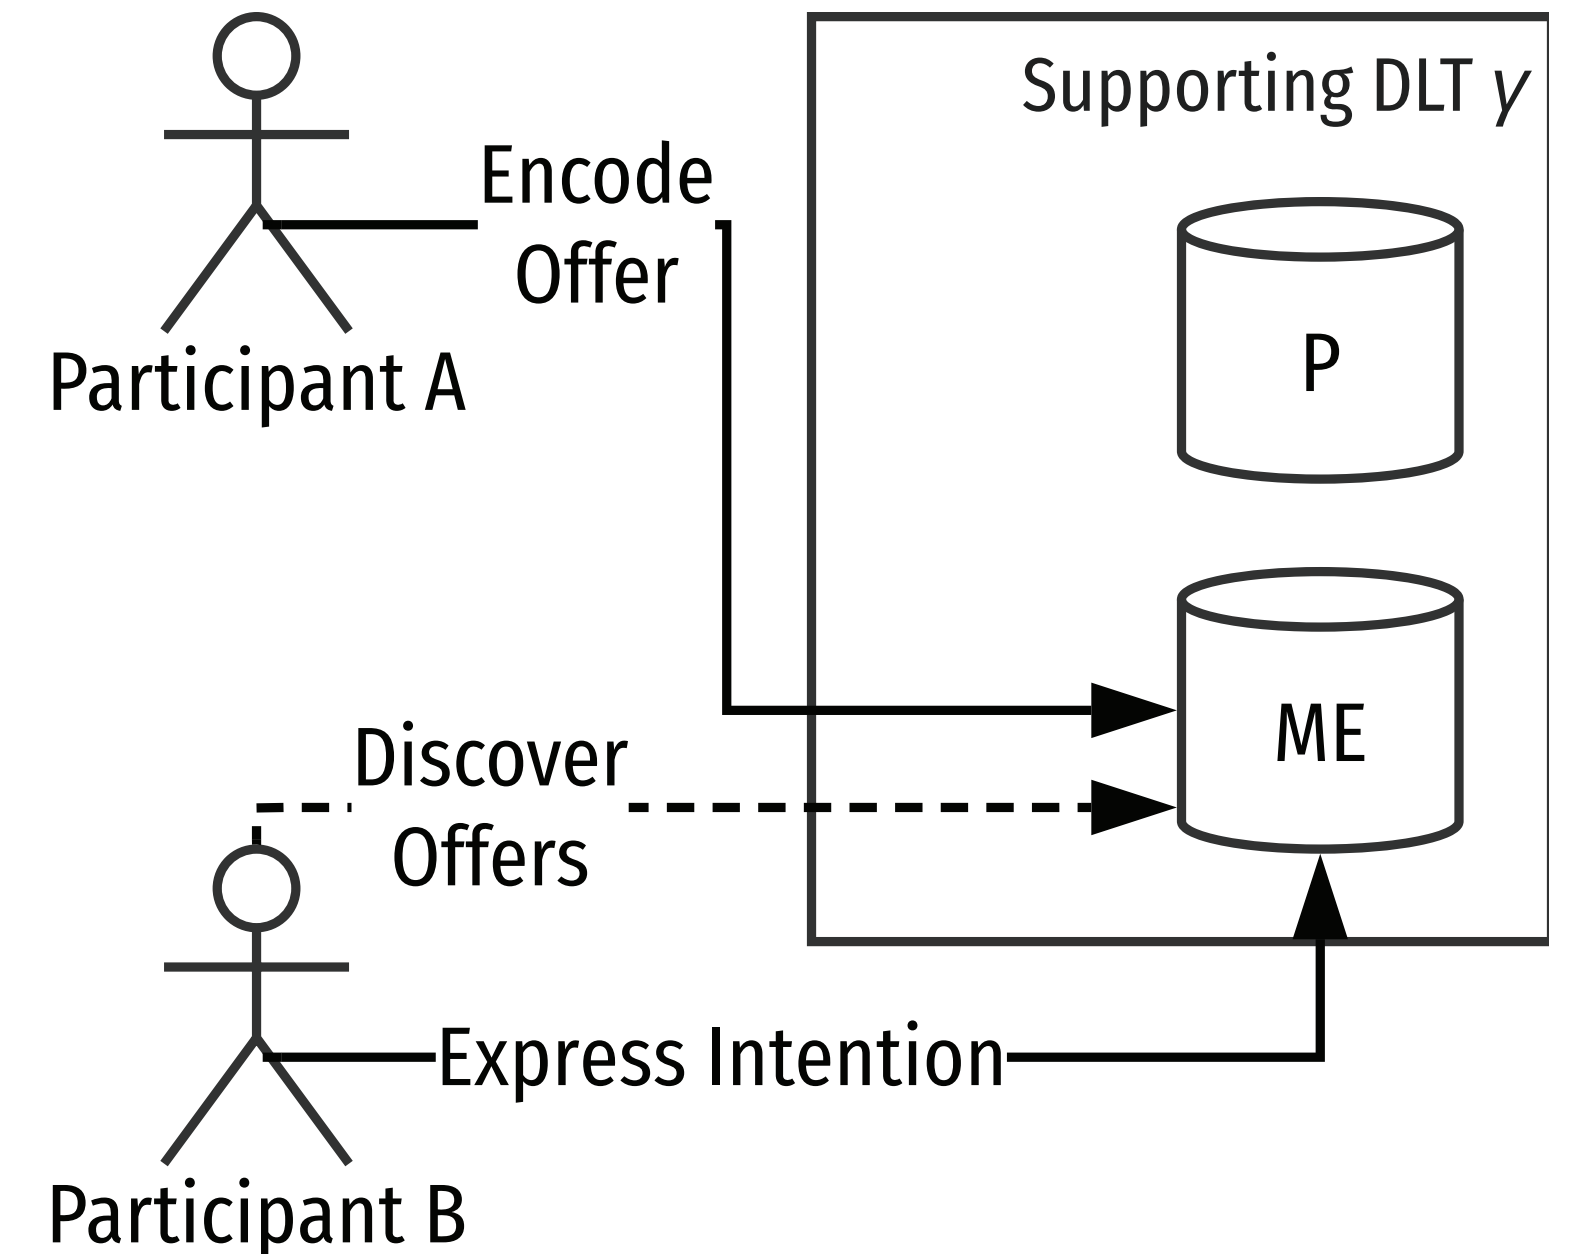 Supporting DLT γ
Encode
Offer
Participant A
P
ME
Discover
Offers
Express Intention
Participant B